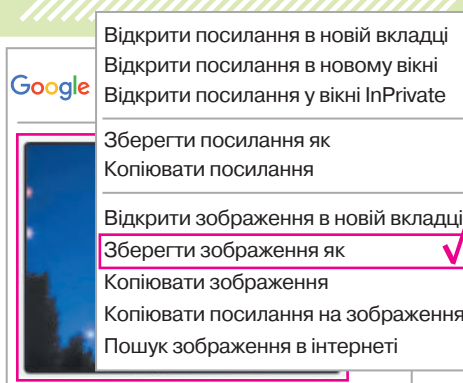 Відкрити посилання в новій вкладці
Відкрити посилання в новому вікні
Google
Відкрити посилання у вікні InPrivate
Зберегти посилання як
Копіювати посилання
Відкрити зображення в новій вкладці
Зберегти зображення як
Копіювати зображення
Копіювати посилання на зображення
Пошук зображення в інтернеті